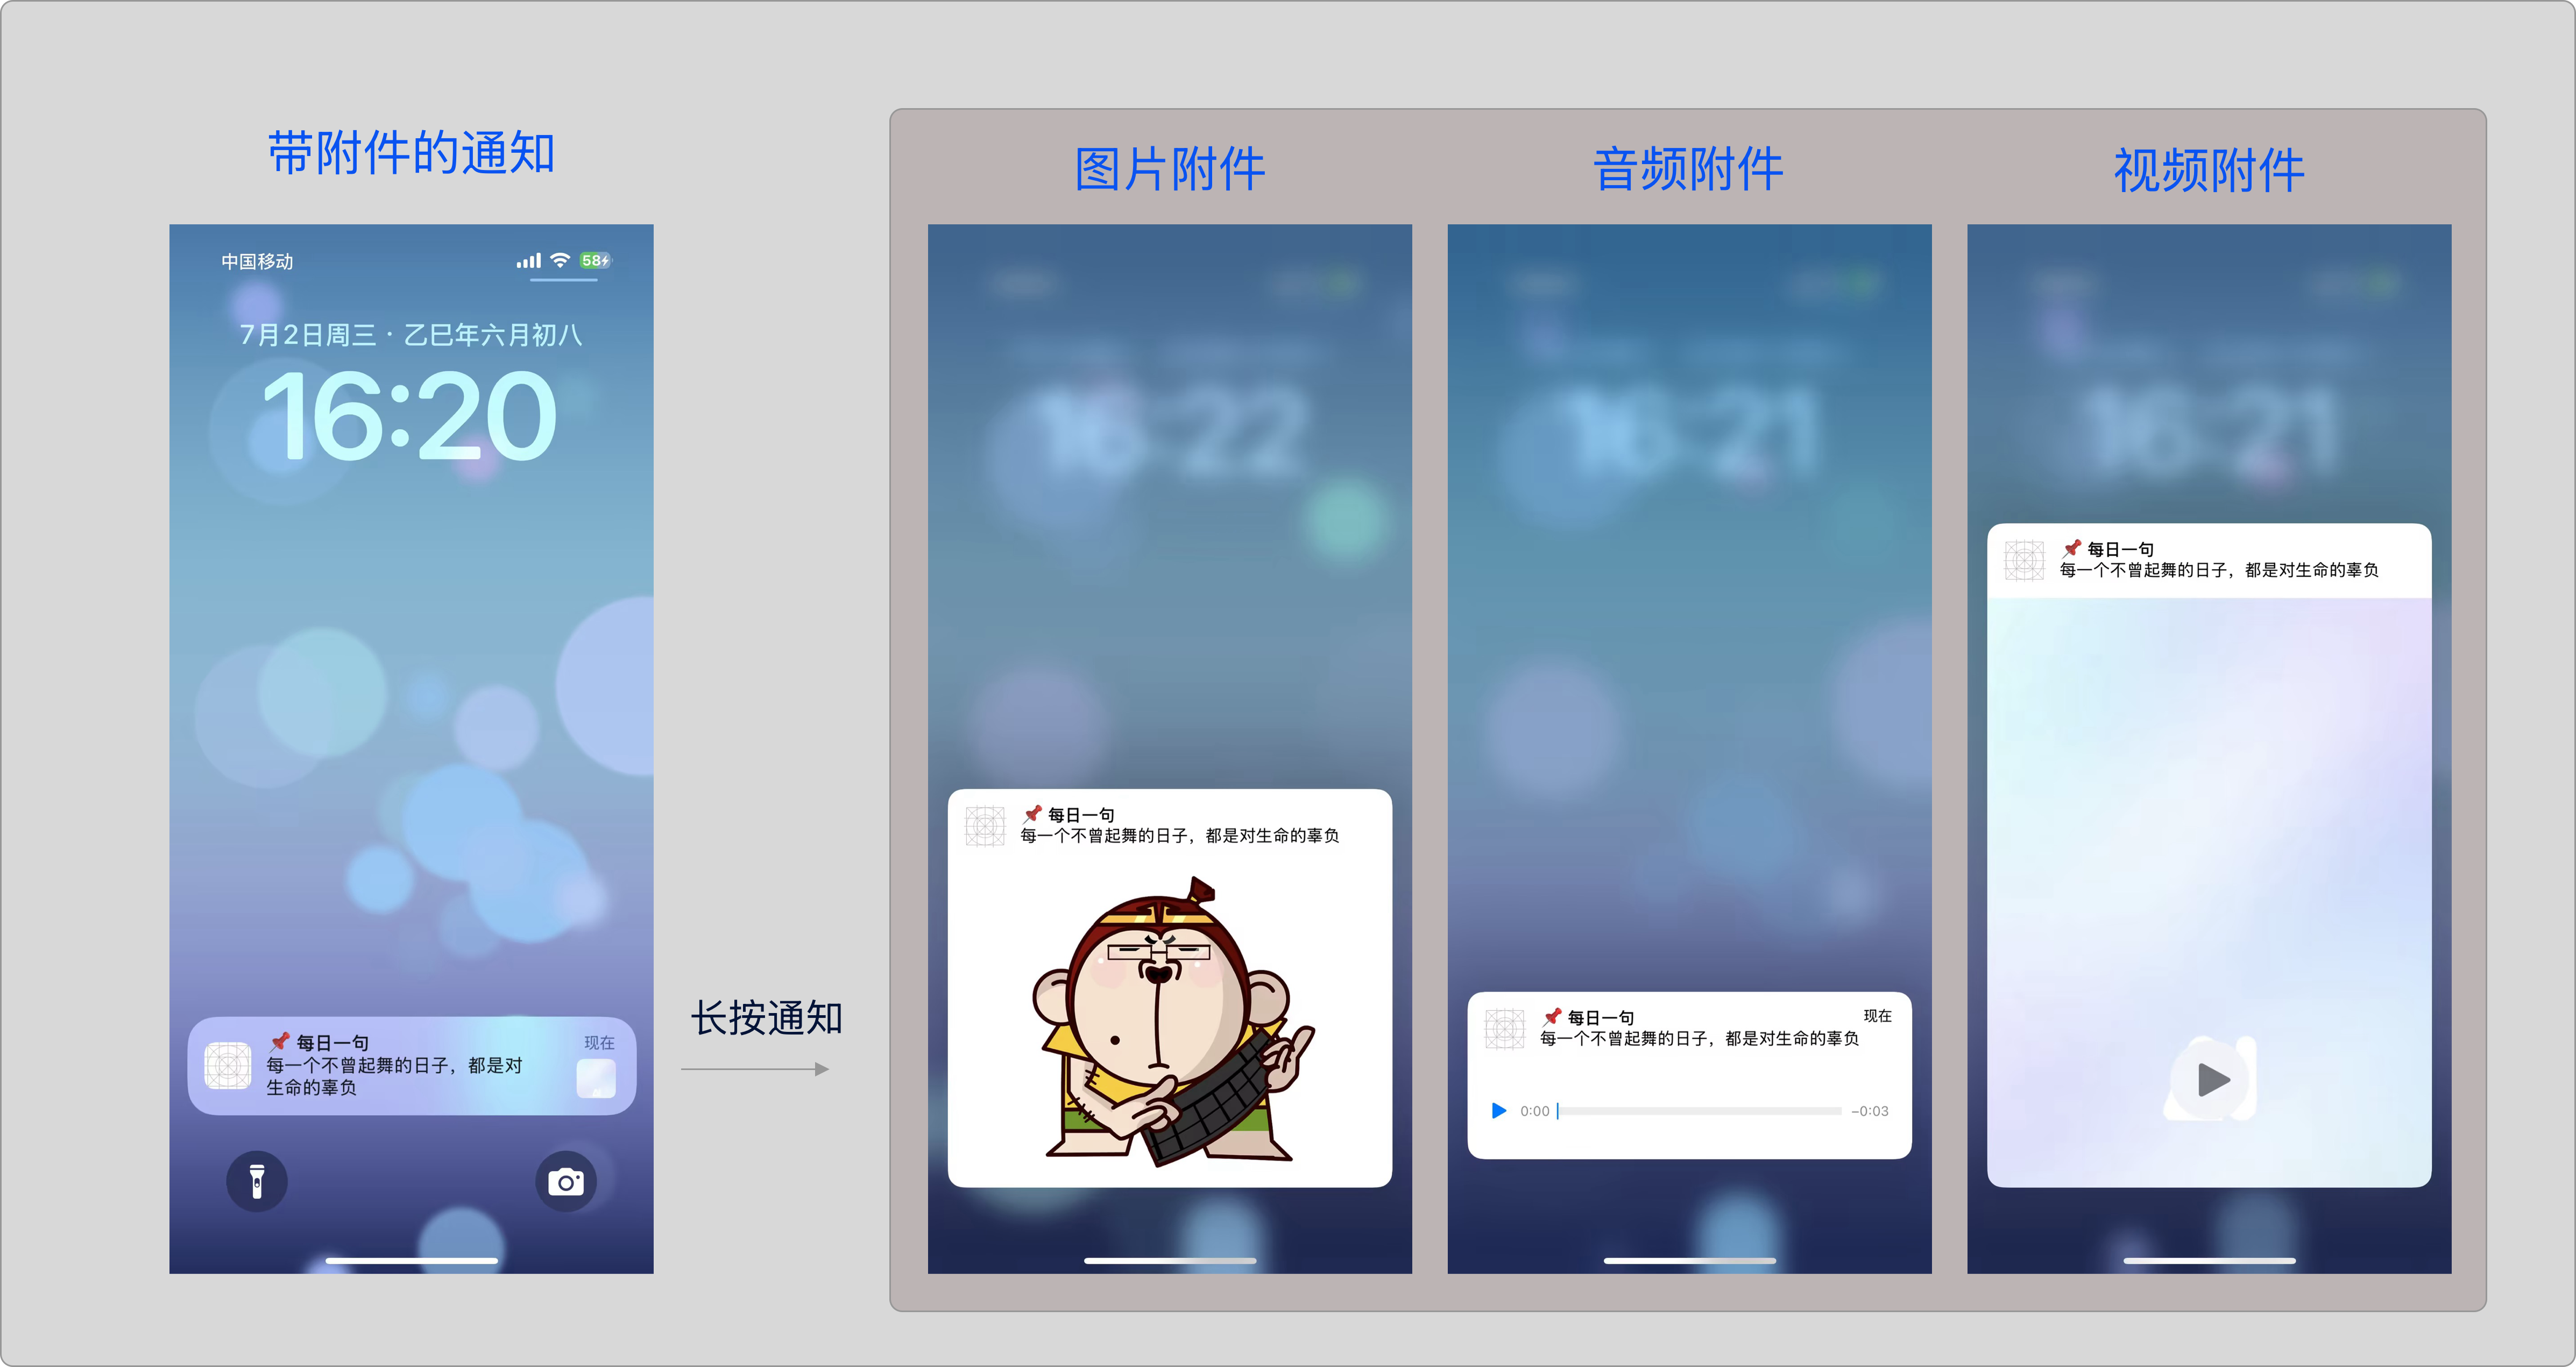 带附件的通知
中国移动
58
7月2日周三 · 乙巳年六月初八
16:20
📌 每日一句
现在
每一个不曾起舞的日子，都是对
生命的辜负
长按通知
图片附件
16:22
📌 每日一句
每一个不曾起舞的日子，都是对生命的辜负
音频附件
16:21
📌 每日一句
现在
每一个不曾起舞的日子，都是对生命的辜负
0:00
−0:03
视频附件
16:21
📌 每日一句
每一个不曾起舞的日子，都是对生命的辜负